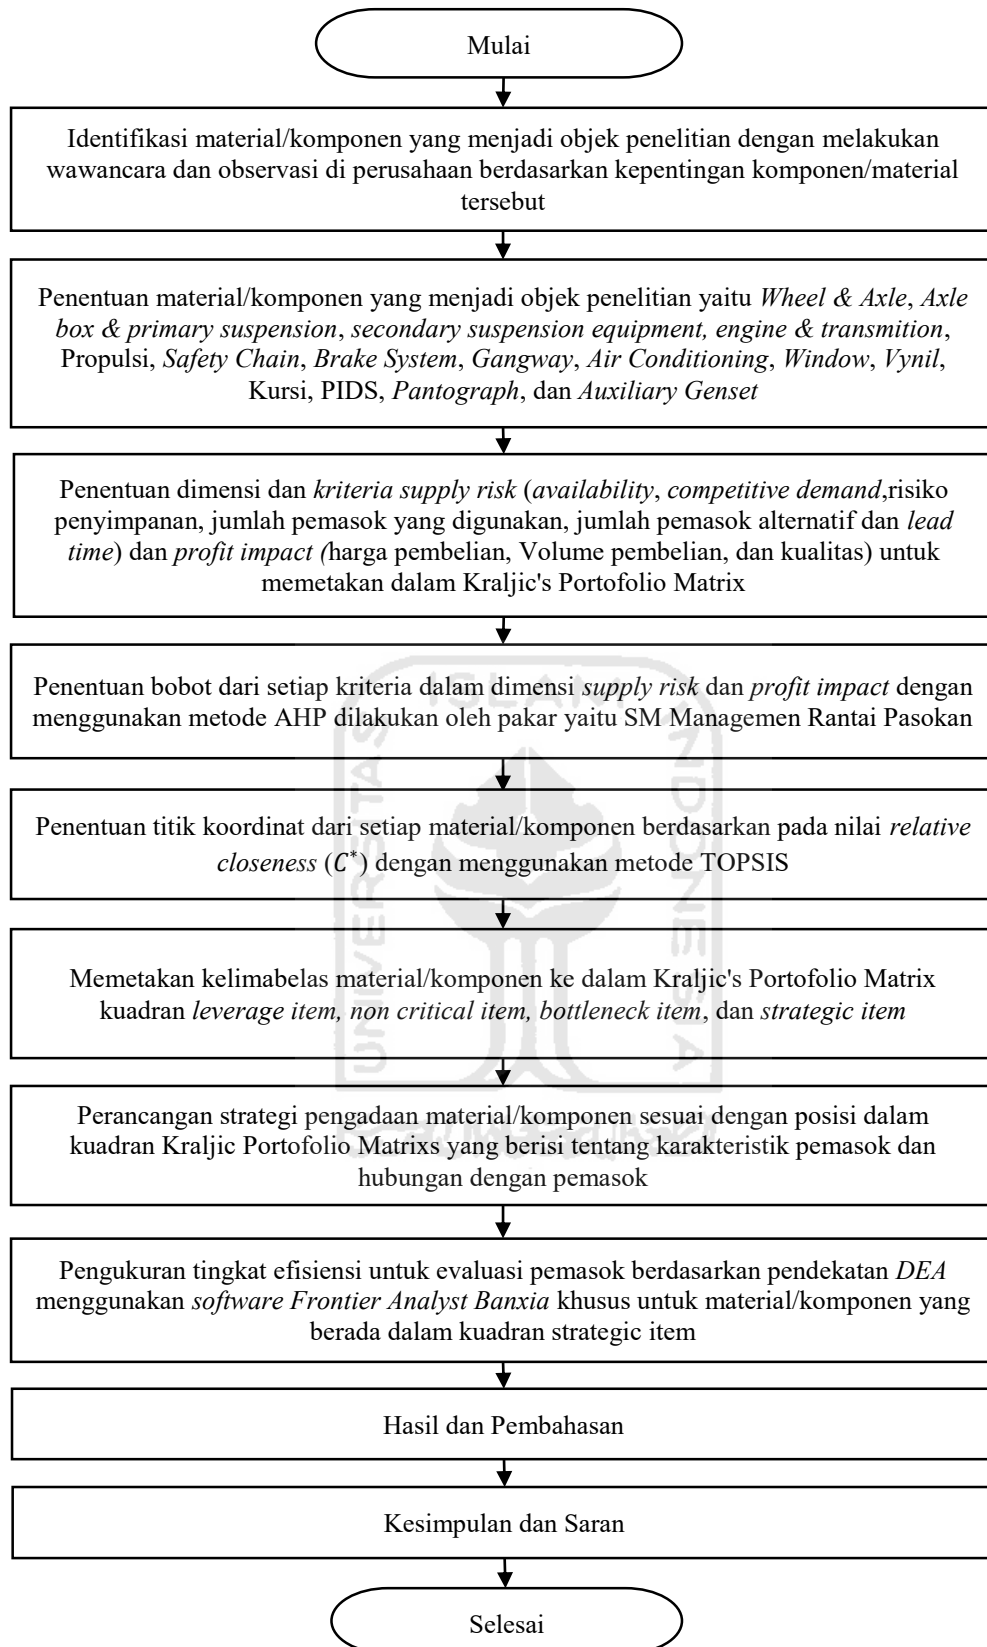 Mulai
Identifikasi material/komponen yang menjadi objek penelitian dengan melakukan
wawancara dan observasi di perusahaan berdasarkan kepentingan komponen/material
tersebut
Penentuan material/komponen yang menjadi objek penelitian yaitu Wheel & Axle, Axle
box & primary suspension, secondary suspension equipment, engine & transmition,
Propulsi, Safety Chain, Brake System, Gangway, Air Conditioning, Window, Vynil,
Kursi, PIDS, Pantograph, dan Auxiliary Genset
Penentuan dimensi dan kriteria supply risk (availability, competitive demand,risiko
penyimpanan, jumlah pemasok yang digunakan, jumlah pemasok alternatif dan lead
time) dan profit impact (harga pembelian, Volume pembelian, dan kualitas) untuk
memetakan dalam Kraljic's Portofolio Matrix
Penentuan bobot dari setiap kriteria dalam dimensi supply risk dan profit impact dengan
menggunakan metode AHP dilakukan oleh pakar yaitu SM Managemen Rantai Pasokan
Penentuan titik koordinat dari setiap material/komponen berdasarkan pada nilai relative
closeness (C*) dengan menggunakan metode TOPSIS
Memetakan kelimabelas material/komponen ke dalam Kraljic's Portofolio Matrix
kuadran leverage item, non critical item, bottleneck item, dan strategic item
Perancangan strategi pengadaan material/komponen sesuai dengan posisi dalam
kuadran Kraljic Portofolio Matrixs yang berisi tentang karakteristik pemasok dan
hubungan dengan pemasok
Pengukuran tingkat efisiensi untuk evaluasi pemasok berdasarkan pendekatan DEA
menggunakan software Frontier Analyst Banxia khusus untuk material/komponen yang
berada dalam kuadran strategic item
Hasil dan Pembahasan
Kesimpulan dan Saran
Selesai
UNIVERSITAS
ISLAM
INDONESIA